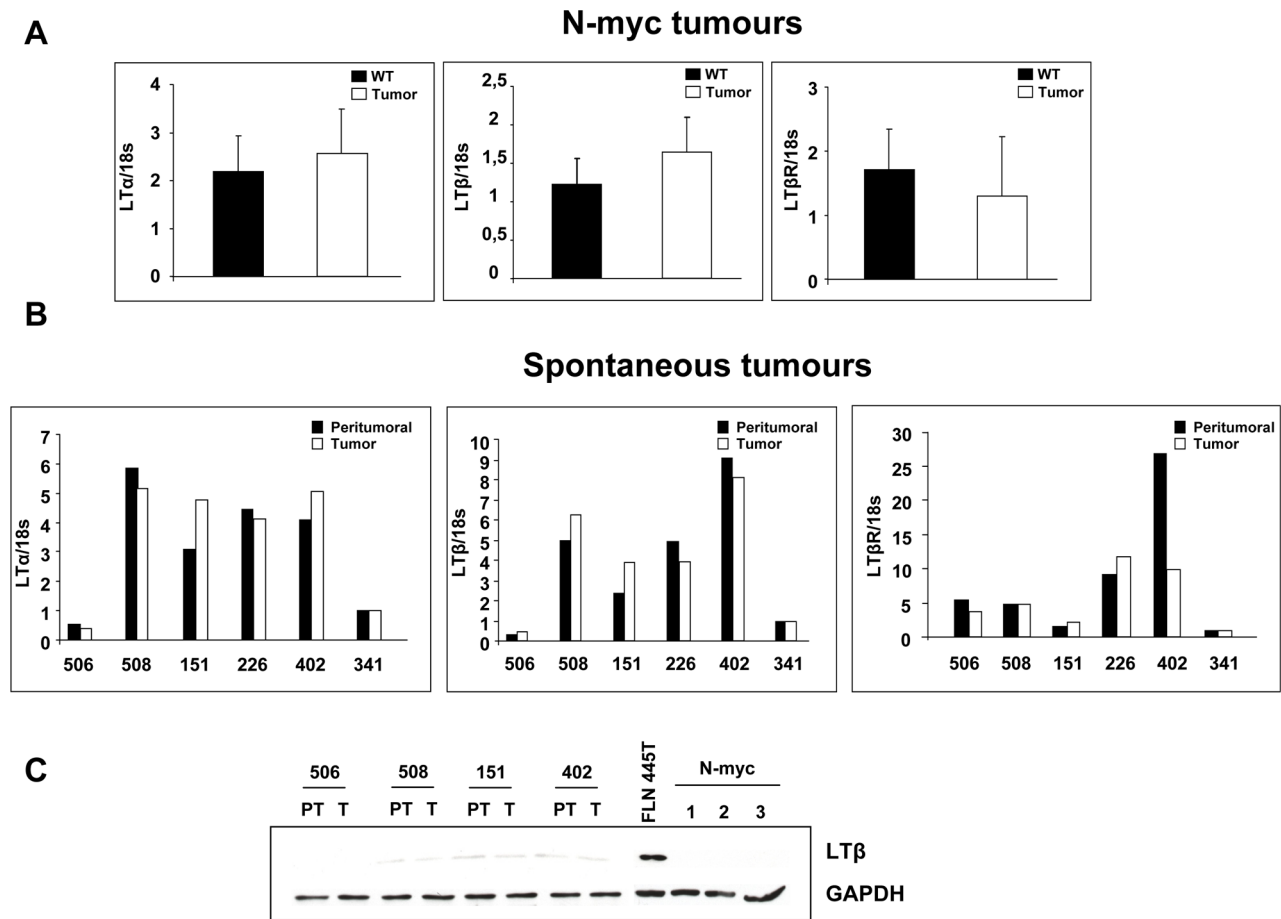 A
N-myc tumours
WT
Tumor
LTα/18s
4
3
2
1
0
WT
Tumor
LTβ/18s
2,5
2
1,5
1
0,5
0
WT
Tumor
LTβR/18s
3
2
1
0
B
Spontaneous tumours
Peritumoral
Tumor
LTα/18s
7
6
5
4
3
2
1
0
506 508 151 226 402 341
Peritumoral
Tumor
LTβ/18s
10
9
8
7
6
5
4
3
2
1
0
506 508 151 226 402 341
Peritumoral
Tumor
LTβR/18s
30
25
20
15
10
5
0
506 508 151 226 402 341
C
506 508 151 402 FLN 445T N-myc
PT T PT T PT T PT T 1 2 3
LTβ
GAPDH